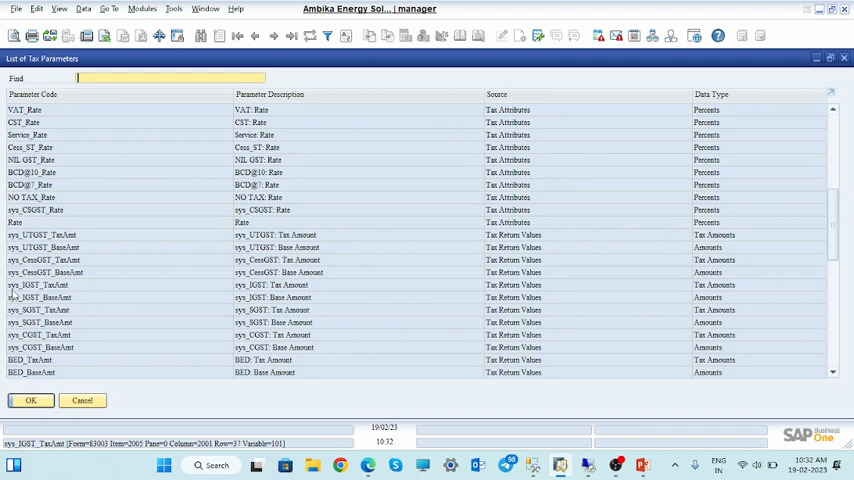 File Edit View Data Go To Modules Tools Window Help Ambika Energy Sol... | manager
List of Tax Parameters
Find
Parameter Code Parameter Description Source Data Type
VAT_Rate VAT: Rate Tax Attributes Percents
CST_Rate CST: Rate Tax Attributes Percents
Service_Rate Service: Rate Tax Attributes Percents
Cess_ST_Rate Cess_ST: Rate Tax Attributes Percents
NIL GST_Rate NIL GST: Rate Tax Attributes Percents
BCD@10_Rate BCD@10: Rate Tax Attributes Percents
BCD@7_Rate BCD@7: Rate Tax Attributes Percents
NO TAX_Rate NO TAX: Rate Tax Attributes Percents
sys_CSGST_Rate sys_CSGST: Rate Tax Attributes Percents
Rate Rate Tax Attributes Percents
sys_UTGST_TaxAmt sys_UTGST: Tax Amount Tax Return Values Tax Amounts
sys_UTGST_BaseAmt sys_UTGST: Base Amount Tax Return Values Amounts
sys_CessGST_TaxAmt sys_CessGST: Tax Amount Tax Return Values Tax Amounts
sys_CessGST_BaseAmt sys_CessGST: Base Amount Tax Return Values Amounts
sys_IGST_TaxAmt sys_IGST: Tax Amount Tax Return Values Tax Amounts
sys_IGST_BaseAmt sys_IGST: Base Amount Tax Return Values Amounts
sys_SGST_TaxAmt sys_SGST: Tax Amount Tax Return Values Tax Amounts
sys_SGST_BaseAmt sys_SGST: Base Amount Tax Return Values Amounts
sys_CGST_TaxAmt sys_CGST: Tax Amount Tax Return Values Tax Amounts
sys_CGST_BaseAmt sys_CGST: Base Amount Tax Return Values Amounts
BED_TaxAmt BED: Tax Amount Tax Return Values Tax Amounts
BED_BaseAmt BED: Base Amount Tax Return Values Amounts
OK Cancel
19/02/23
sys_IGST_TaxAmt [Form=83003 Item=2005 Pane=0 Column=2001 Row=37 Variable=101] 10:32 SAP Business One
Search 98 ENG IN 10:32 AM 19-02-2023